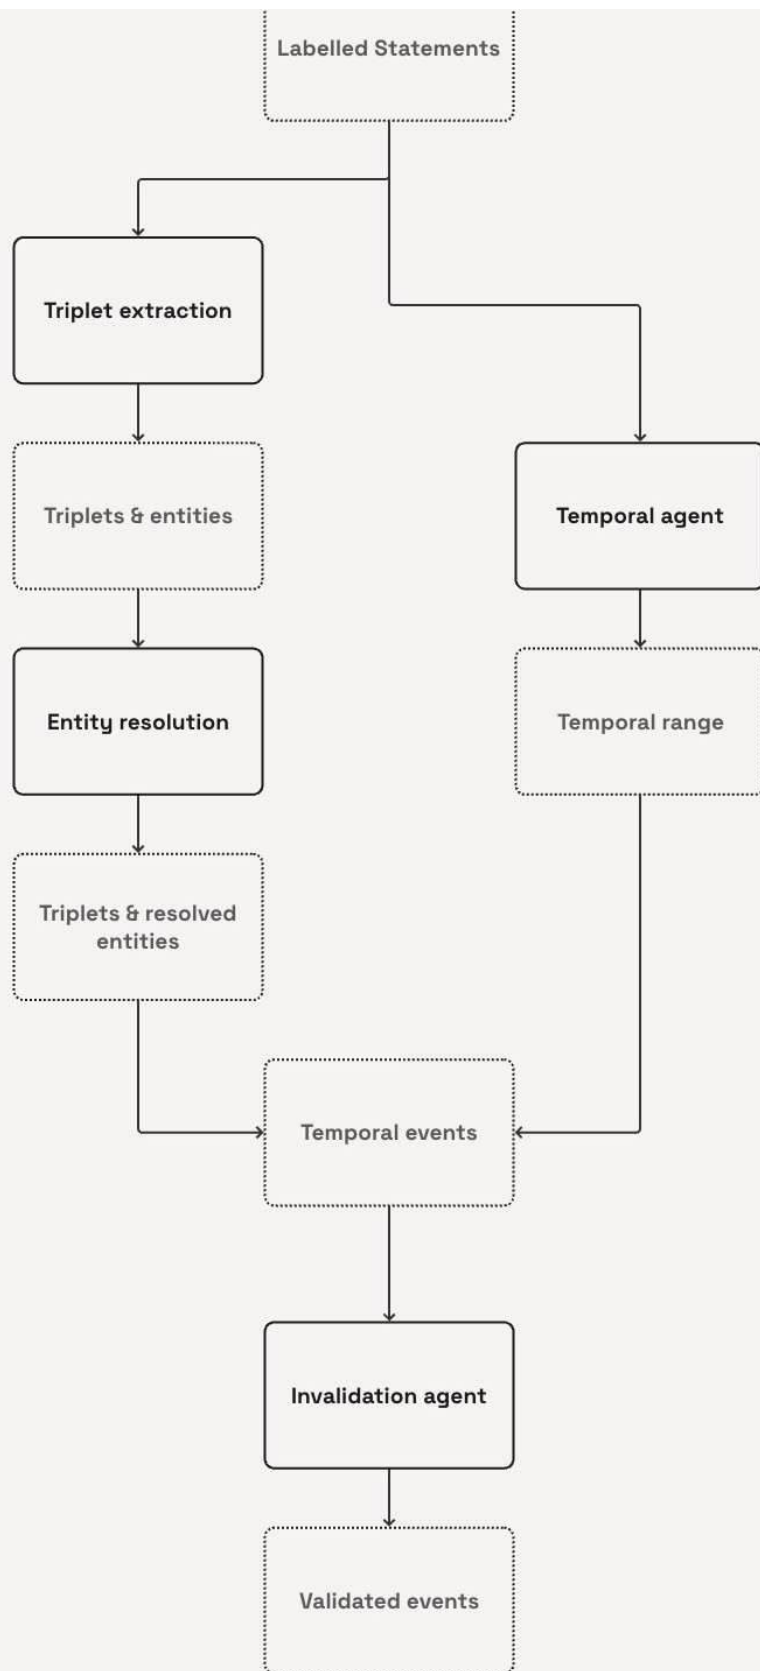 Labelled Statements
Triplet extraction
Triplets & entities
Temporal agent
Entity resolution
Temporal range
Triplets & resolved
entities
Temporal events
Invalidation agent
Validated events